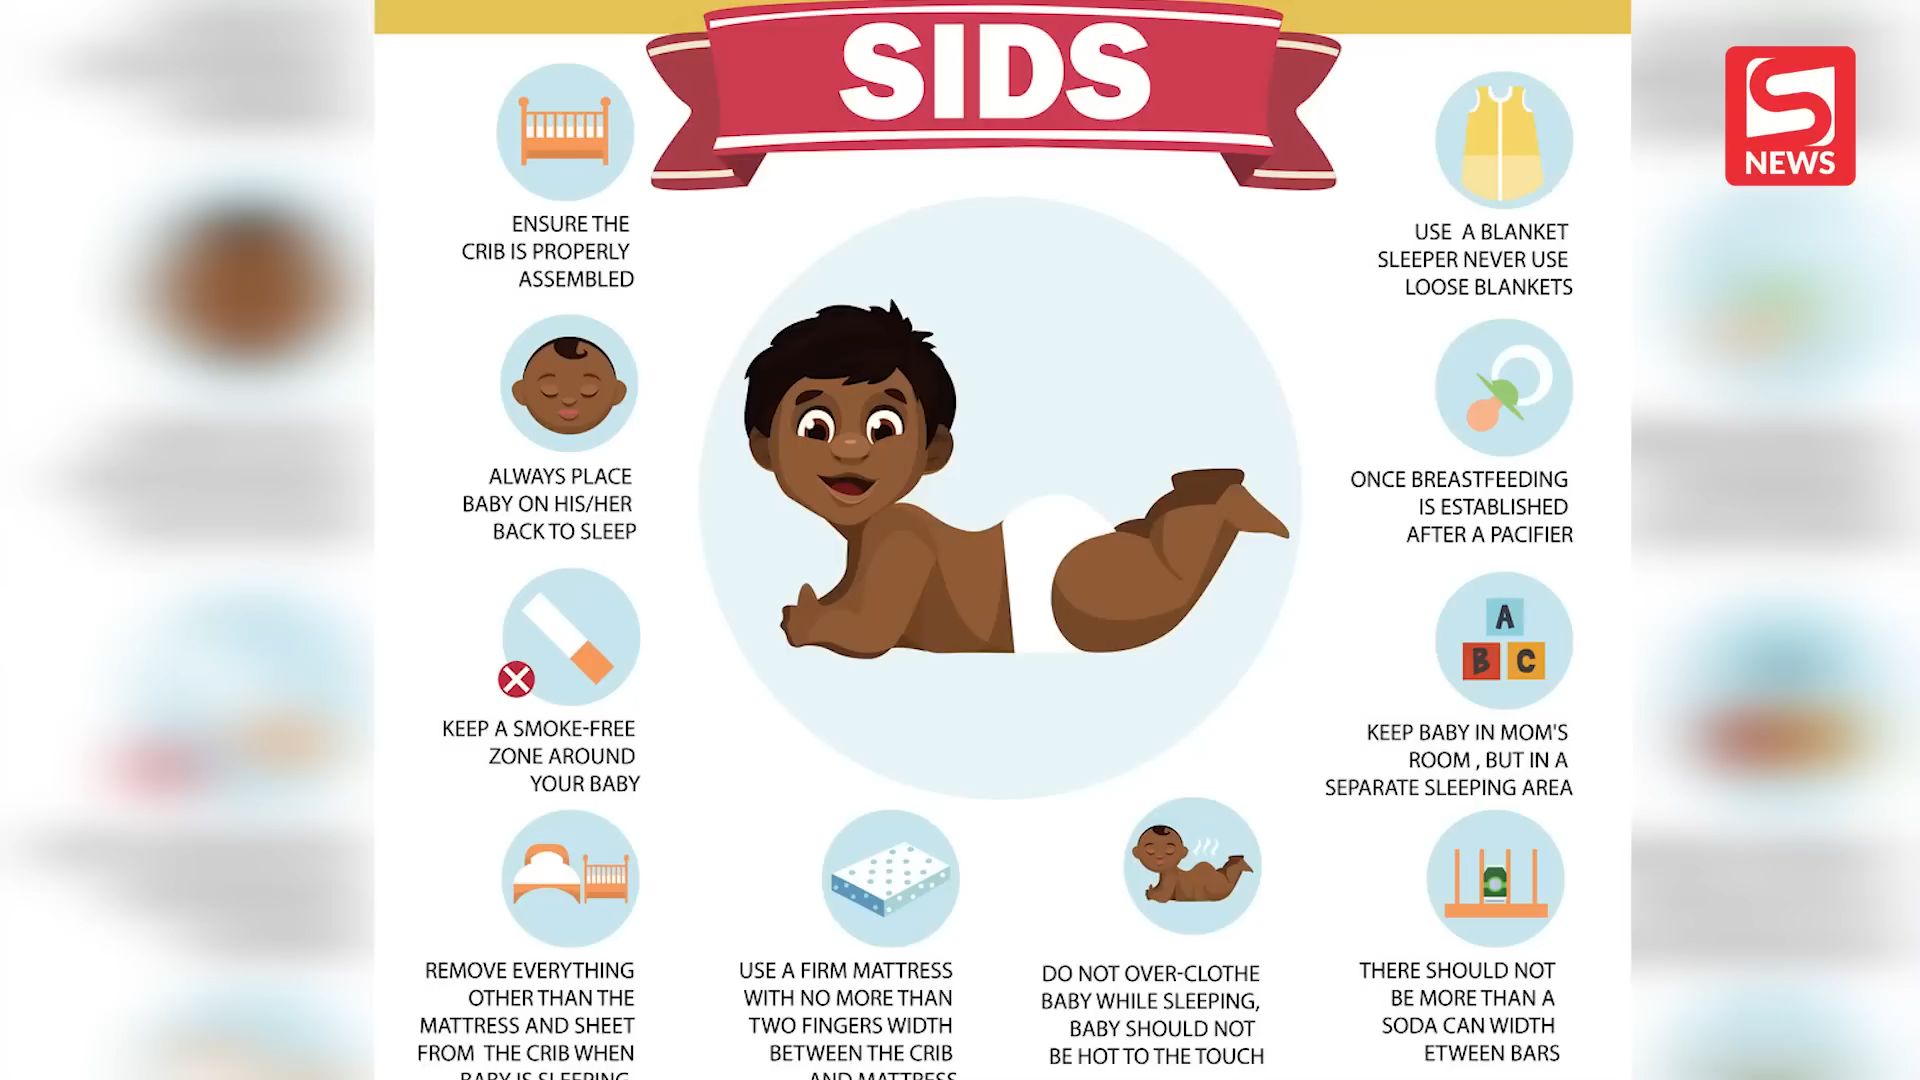 SIDS
NEWS
ENSURE THE
CRIB IS PROPERLY
ASSEMBLED
USE A BLANKET
SLEEPER NEVER USE
LOOSE BLANKETS
ALWAYS PLACE
BABY ON HIS/HER
BACK TO SLEEP
ONCE BREASTFEEDING
IS ESTABLISHED
AFTER A PACIFIER
KEEP A SMOKE-FREE
ZONE AROUND
YOUR BABY
A
B C
KEEP BABY IN MOM'S
ROOM , BUT IN A
SEPARATE SLEEPING AREA
REMOVE EVERYTHING
OTHER THAN THE
MATTRESS AND SHEET
FROM THE CRIB WHEN
BABY IS SLEEPING
USE A FIRM MATTRESS
WITH NO MORE THAN
TWO FINGERS WIDTH
BETWEEN THE CRIB
AND MATTRESS
DO NOT OVER-CLOTHE
BABY WHILE SLEEPING,
BABY SHOULD NOT
BE HOT TO THE TOUCH
THERE SHOULD NOT
BE MORE THAN A
SODA CAN WIDTH
ETWEEN BARS